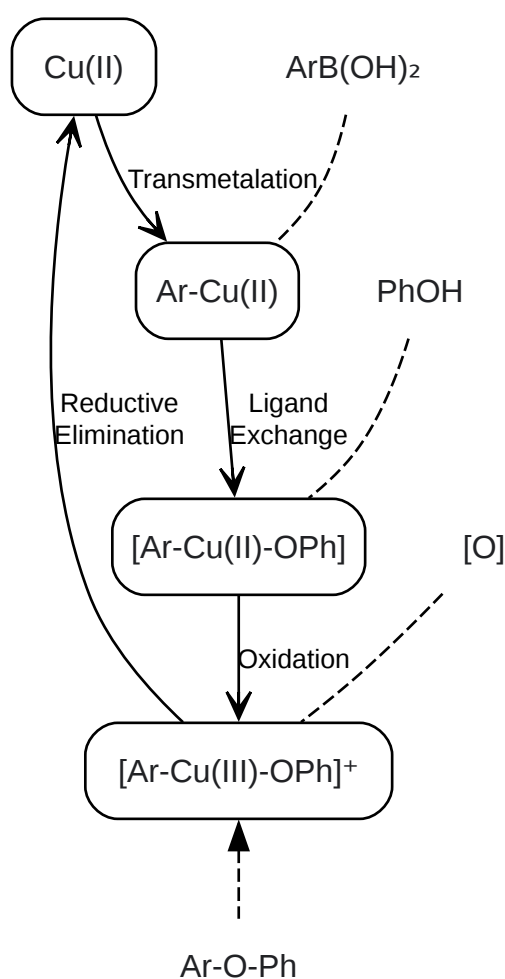 Cu(II)
ArB(OH)₂
Transmetalation
Ar-Cu(II)
PhOH
Reductive
Elimination
Ligand
Exchange
[Ar-Cu(II)-OPh]
[O]
Oxidation
[Ar-Cu(III)-OPh]⁺
Ar-O-Ph